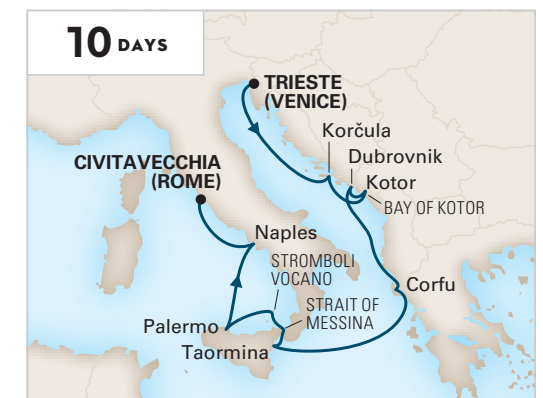 10 DAYS
TRIESTE
(VENICE)
Korčula
Dubrovnik
Kotor
BAY OF KOTOR
CIVITAVECCHIA
(ROME)
Naples
STROMBOLI
VOCANO
STRAIT OF
MESSINA
Corfu
Palermo
Taormina